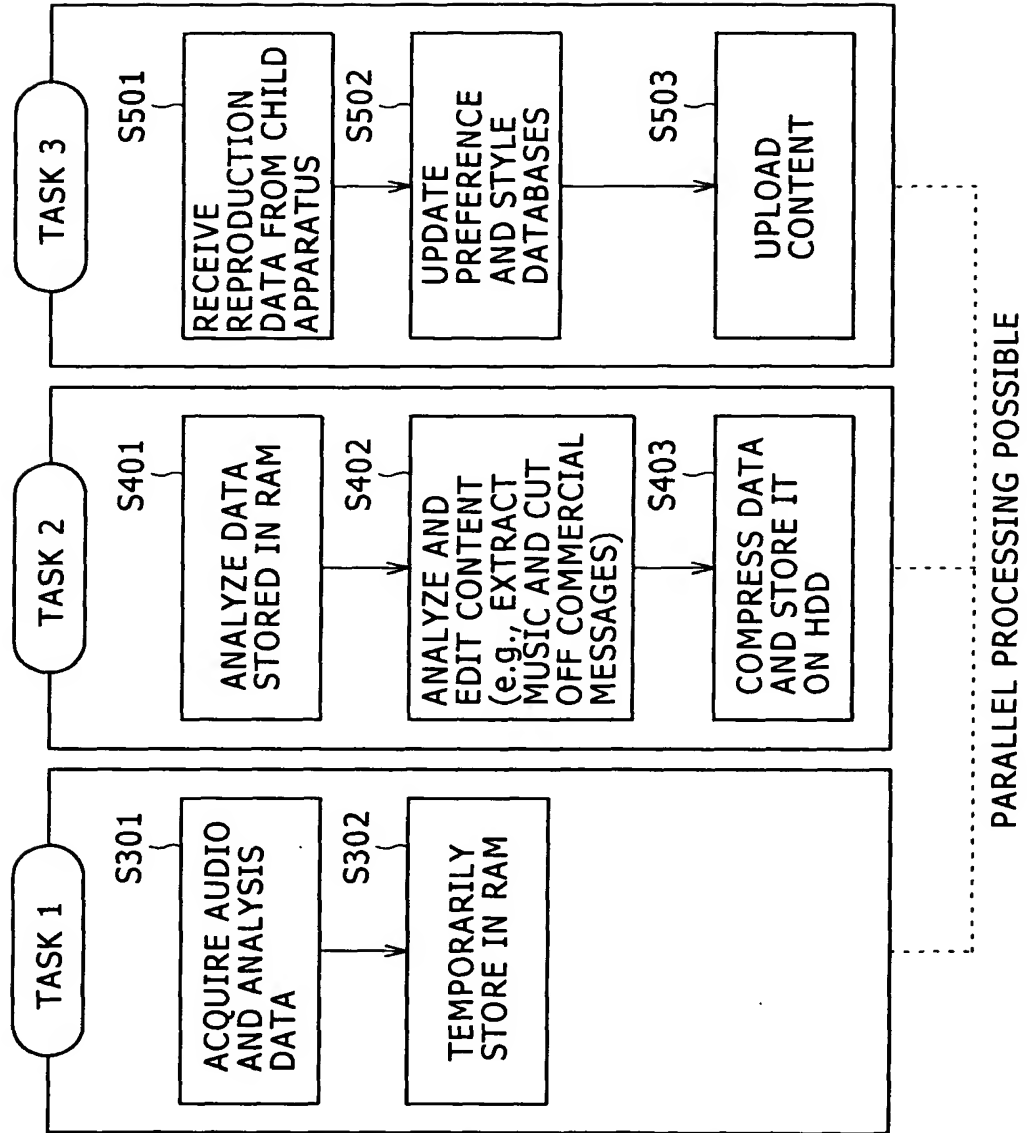 TASK 1
S301
ACQUIRE AUDIO
AND ANALYSIS
DATA
S302
TEMPORARILY
STORE IN RAM
TASK 2
S401
ANALYZE DATA
STORED IN RAM
S402
ANALYZE AND
EDIT CONTENT
(e.g., EXTRACT
MUSIC AND CUT
OFF COMMERCIAL
MESSAGES)
S403
COMPRESS DATA
AND STORE IT
ON HDD
TASK 3
S501
RECEIVE
REPRODUCTION
DATA FROM CHILD
APPARATUS
S502
UPDATE
PREFERENCE
AND STYLE
DATABASES
S503
UPLOAD
CONTENT
PARALLEL PROCESSING POSSIBLE